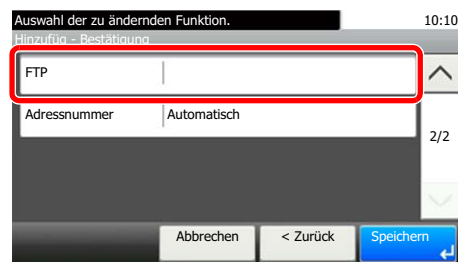 Auswahl der zu ändernden Funktion. 10:10
Hinzufüg - Bestätigung
FTP
Adressnummer Automatisch
2/2
Abbrechen < Zurück Speichern